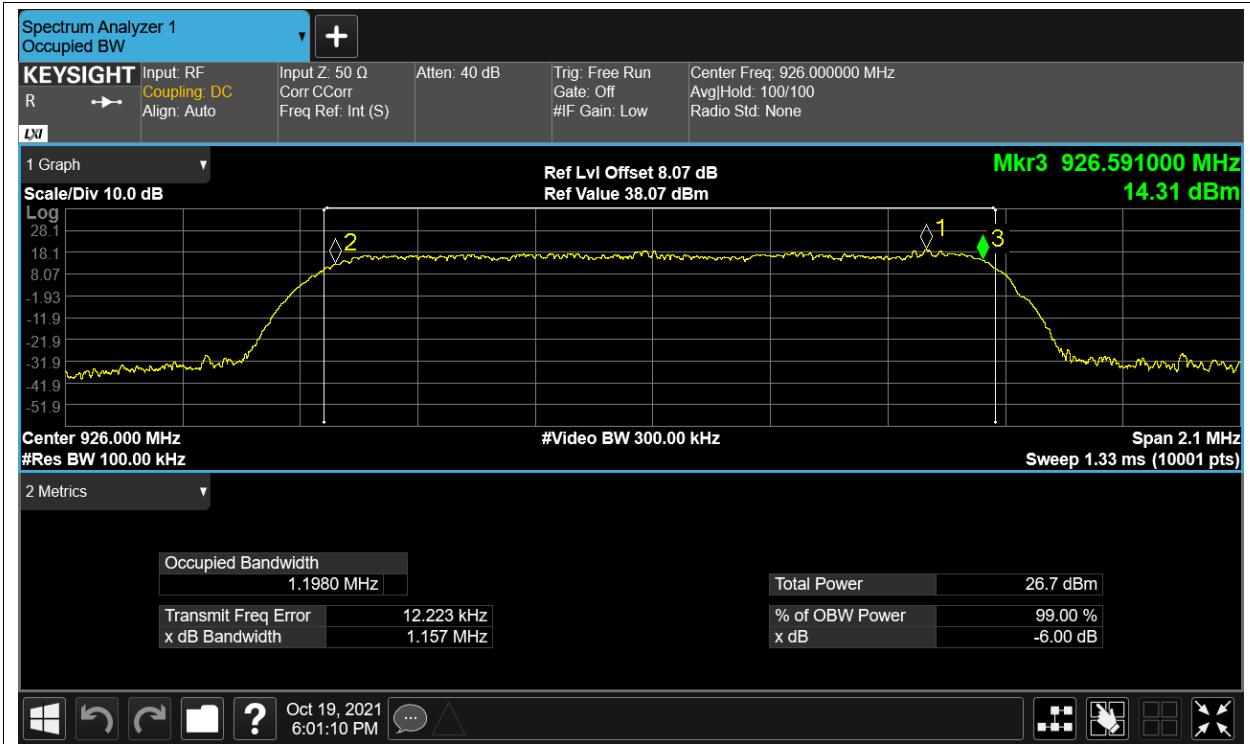 Spectrum Analyzer 1
Occupied BW
KEYSIGHT
R
LXI
Input: RF
Coupling: DC
Align: Auto
Input Z: 50 Ω
Corr CCorr
Freq Ref: Int (S)
Atten: 40 dB
Trig: Free Run
Gate: Off
#IF Gain: Low
Center Freq: 926.000000 MHz
Avg|Hold: 100/100
Radio Std: None
1 Graph
Scale/Div 10.0 dB
Ref Lvl Offset 8.07 dB
Ref Value 38.07 dBm
Mkr3 926.591000 MHz
14.31 dBm
Log
28.1
18.1
8.07
-1.93
-11.9
-21.9
-31.9
-41.9
-51.9
2
1
3
Center 926.000 MHz
#Video BW 300.00 kHz
Span 2.1 MHz
#Res BW 100.00 kHz
Sweep 1.33 ms (10001 pts)
2 Metrics
Occupied Bandwidth
1.1980 MHz
Total Power 26.7 dBm
Transmit Freq Error 12.223 kHz
% of OBW Power 99.00 %
x dB Bandwidth 1.157 MHz
x dB -6.00 dB
?
Oct 19, 2021
6:01:10 PM